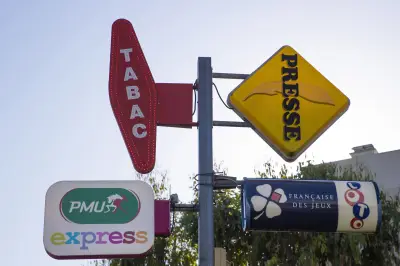 TABAC
PRESSE
PMU
express
FRANÇAISE
DES JEUX